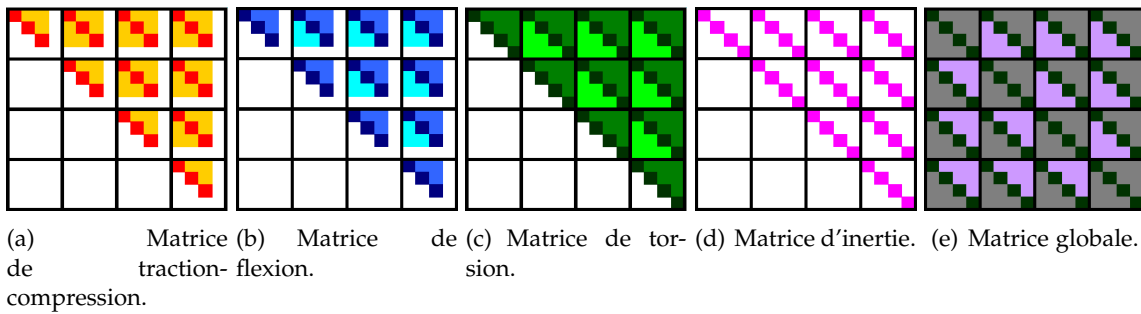 (a) Matrice
de traction-
compression.
(b) Matrice de
flexion.
(c) Matrice de tor-
sion.
(d) Matrice d'inertie.
(e) Matrice globale.